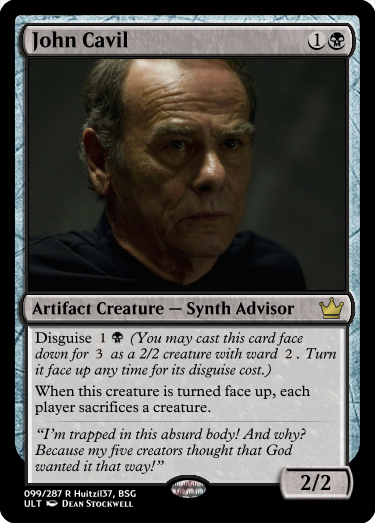 John Cavil 1
Artifact Creature — Synth Advisor
Disguise 1 (You may cast this card face
down for 3 as a 2/2 creature with ward 2 . Turn
it face up any time for its disguise cost.)
When this creature is turned face up, each
player sacrifices a creature.
“I’m trapped in this absurd body! And why?
Because my five creators thought that God
wanted it that way!”
2/2
099/287 R Huitzil37, BSG
ULT DEAN STOCKWELL